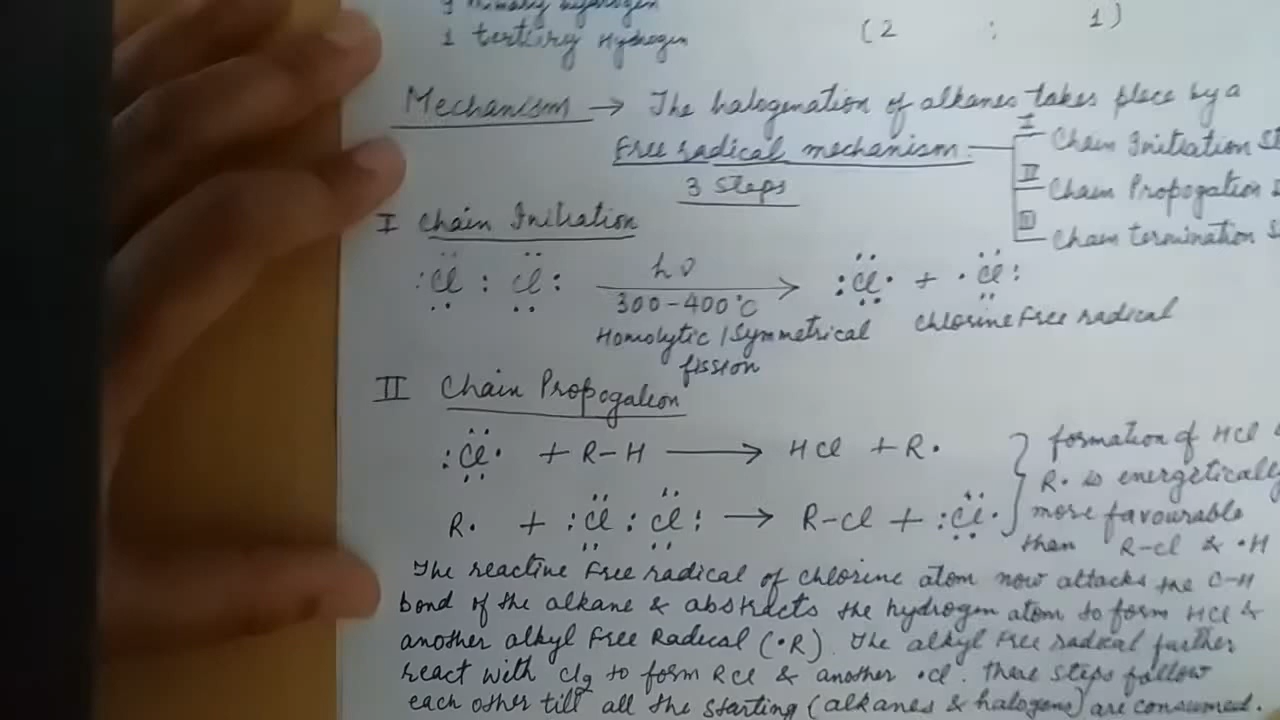 9 primary hydrogen
1 tertiry Hydrogen
(2 : 1)
Mechanism → The halogenation of alkanes takes place by a
Free radical mechanism.
3 Steps
I Chain Initiation
II Chain Propogation
III Chain termination
I Chain Initiation
:Cl : Cl: hν 300-400°C → :Cl• + •Cl:
Homolytic / Symmetrical fission
Chlorine Free radical
II Chain Propogation
:Cl• + R-H → HCl + R•
R• + :Cl : Cl: → R-Cl + :Cl•
formation of HCl &
R• is energetically
more favourable
then R-Cl & •H
The reactive Free radical of chlorine atom now attacks the C-H
bond of the alkane & abstracts the hydrogen atom to form HCl &
another alkyl Free Radical (•R). The alkyl free radical further
react with Cl2 to form RCl & another •Cl. These steps follow
each other till all the starting (alkanes & halogens) are consumed.